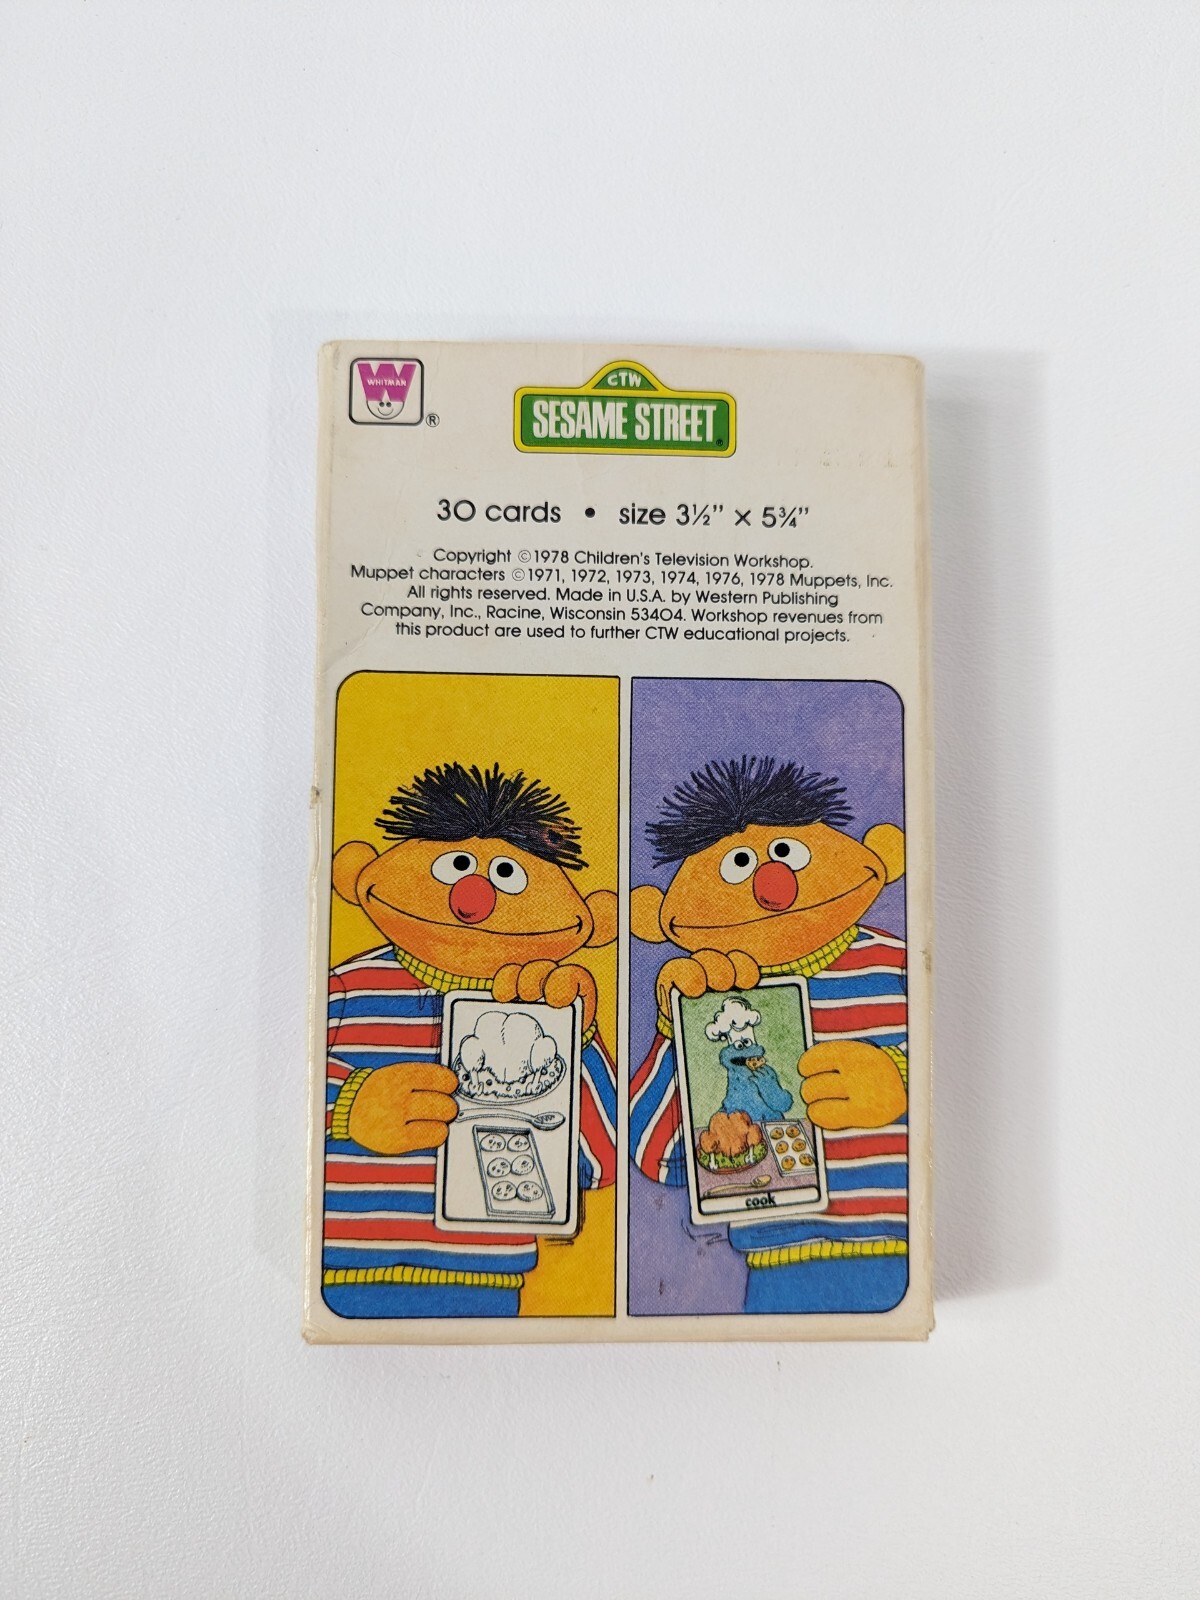 WHITMAN
®
CTW
SESAME STREET®
30 cards • size 3½" × 5¾"
Copyright ©1978 Children's Television Workshop.
Muppet characters ©1971, 1972, 1973, 1974, 1976, 1978 Muppets, Inc.
All rights reserved. Made in U.S.A. by Western Publishing
Company, Inc., Racine, Wisconsin 53404. Workshop revenues from
this product are used to further CTW educational projects.
cook